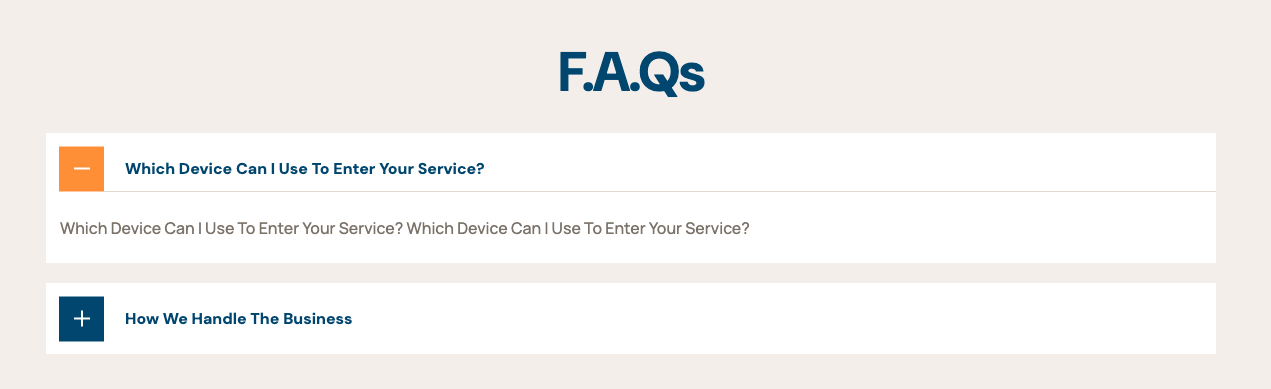 F.A.Qs
Which Device Can I Use To Enter Your Service?
Which Device Can I Use To Enter Your Service? Which Device Can I Use To Enter Your Service?
How We Handle The Business